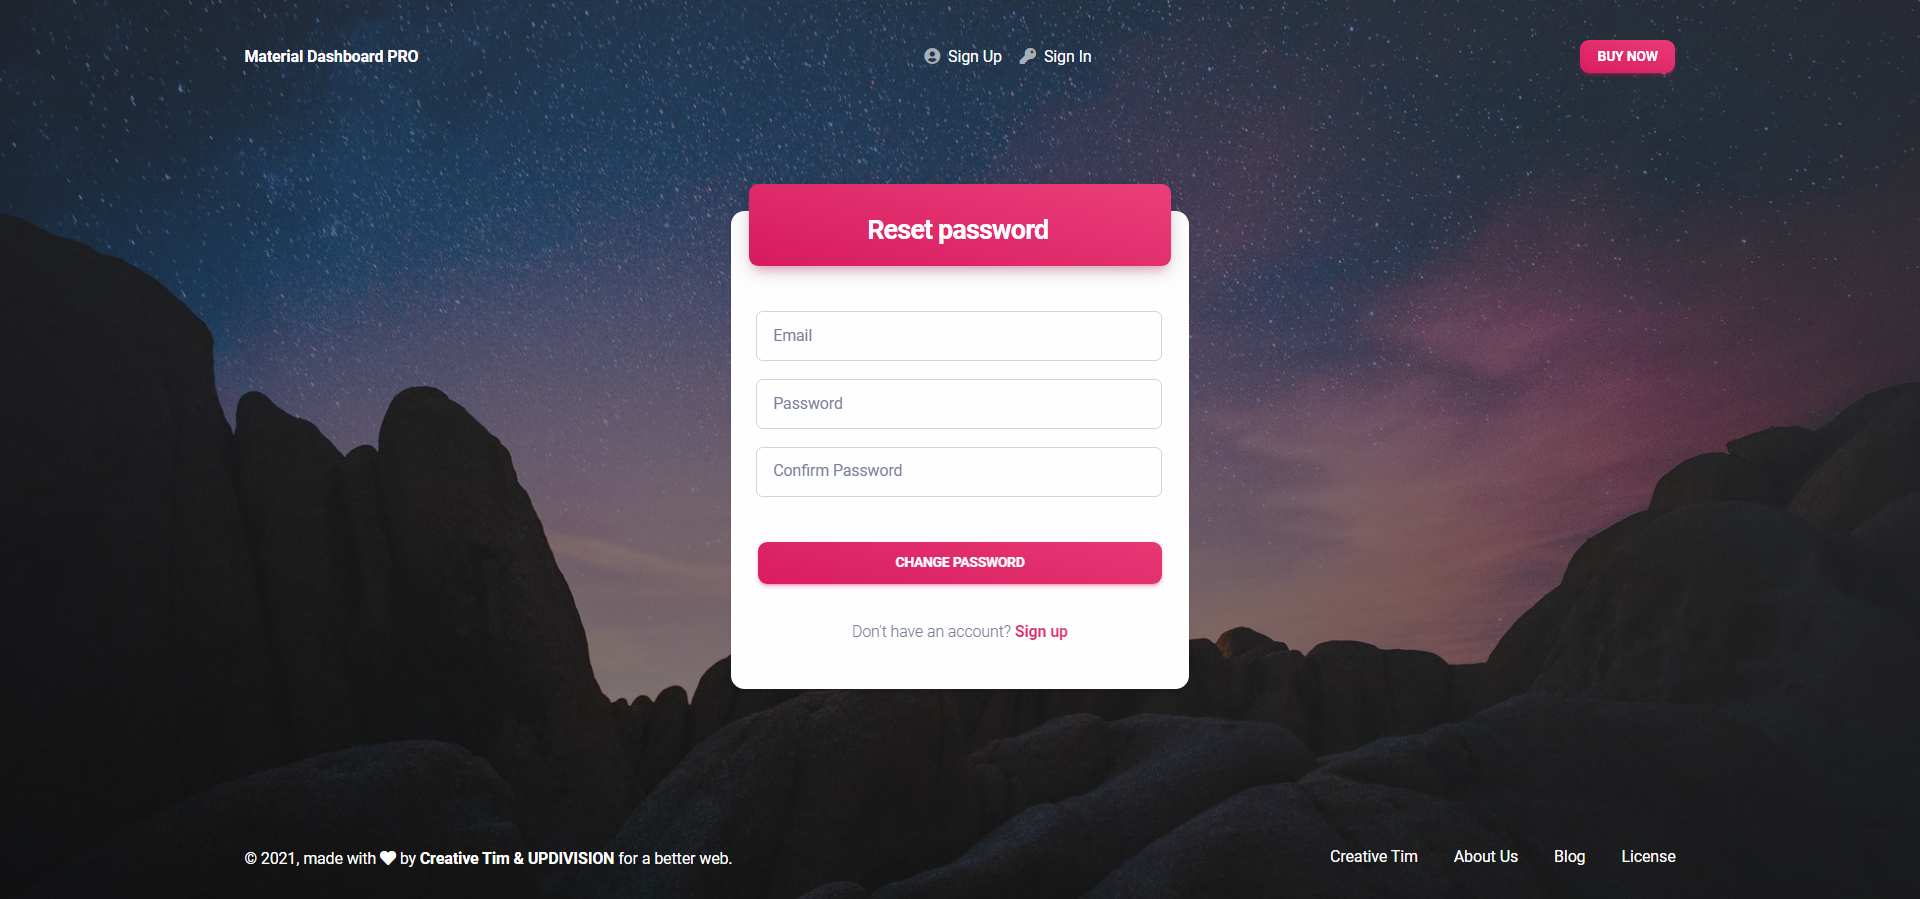 Material Dashboard PRO
Sign Up
Sign In
BUY NOW
Reset password
Email
Password
Confirm Password
CHANGE PASSWORD
Don't have an account? Sign up
© 2021, made with by Creative Tim & UPDIVISION for a better web.
Creative Tim
About Us
Blog
License